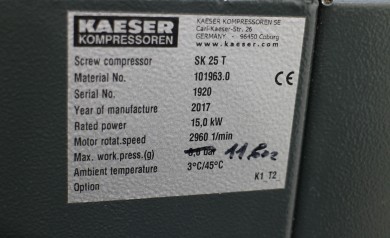 KAESER
KOMPRESSOREN
KAESER KOMPRESSOREN SE
Carl-Kaeser-Str. 26
GERMANY - 96450 Coburg
www.kaeser.com
Screw compressor SK 25 T
Material No. 101963.0
Serial No. 1920
Year of manufacture 2017
Rated power 15,0 kW
Motor rotat.speed 2960 1/min
Max. work.press.(g) bar 11
Ambient temperature 3°C/45°C
Option K1 T2
CE